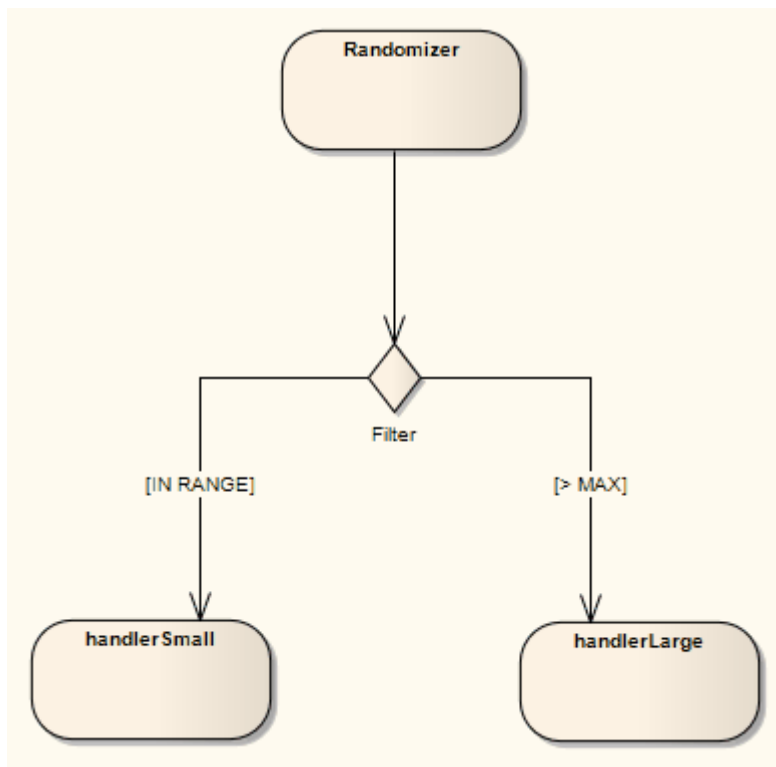 Randomizer
Filter
[IN RANGE]
[> MAX]
handlerSmall
handlerLarge